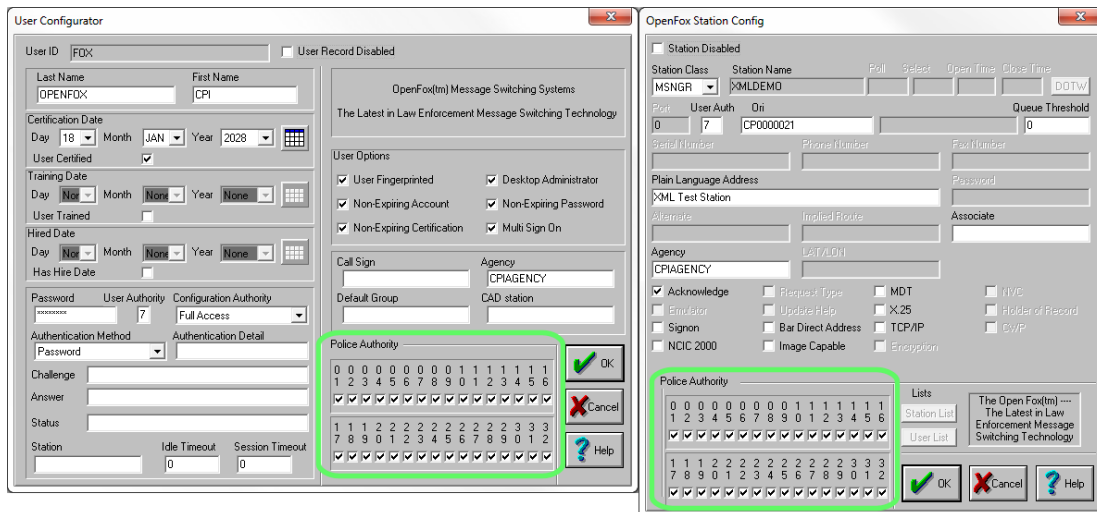 User Configurator
User ID FOX User Record Disabled
Last Name First Name
OPENFOX CPI
OpenFox(tm) Message Switching Systems
The Latest in Law Enforcement Message Switching Technology
Certification Date
Day 18 Month JAN Year 2028
User Certified
Training Date
Day Month None Year None
User Trained
Hired Date
Day Month None Year None
Has Hire Date
User Options
User Fingerprinted Desktop Administrator
Non-Expiring Account Non-Expiring Password
Non-Expiring Certification Multi Sign On
Call Sign Agency
CPIAGENCY
Default Group CAD station
Password User Authority Configuration Authority
xxxxxxxx 7 Full Access
Authentication Method Authentication Detail
Password
Challenge
Answer
Status
Station Idle Timeout Session Timeout
0 0
Police Authority
0 0 0 0 0 0 0 0 0 1 1 1 1 1 1 1
1 2 3 4 5 6 7 8 9 0 1 2 3 4 5 6
1 1 1 2 2 2 2 2 2 2 2 2 2 3 3 3
7 8 9 0 1 2 3 4 5 6 7 8 9 0 1 2
OK
Cancel
Help
OpenFox Station Config
Station Disabled
Station Class Station Name Poll Select Open Time Close Time
MSNGR XMLDEMO DOTW
Port User Auth Ori Queue Threshold
0 7 CP0000021 0
Serial Number Phone Number Fax Number
Plain Language Address Password
XML Test Station
Alternate Implied Route Associate
Agency LAT/LON
CPIAGENCY
Acknowledge Request Type MDT NVC
Emulator Update Help X.25 Holder of Record
Signon Bar Direct Address TCP/IP CWP
NCIC 2000 Image Capable Encryption
Police Authority
0 0 0 0 0 0 0 0 0 1 1 1 1 1 1 1
1 2 3 4 5 6 7 8 9 0 1 2 3 4 5 6
1 1 1 2 2 2 2 2 2 2 2 2 2 3 3 3
7 8 9 0 1 2 3 4 5 6 7 8 9 0 1 2
Lists
Station List
User List
The Open Fox(tm) ----
The Latest in Law
Enforcement Message
Switching Technology
OK Cancel Help